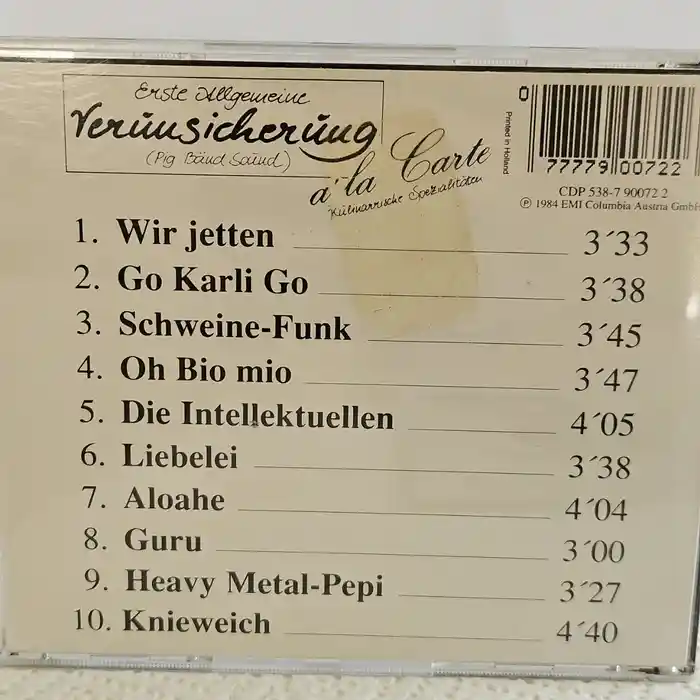 Erste Allgemeine
Verünsicherüng
(Pig Bänd Saünd)
à la Carte
Külinarrische Spezialitäten
0
77779 00722
Printed in Holland
CDP 538-7 90072 2
℗ 1984 EMI Columbia Austria GmbH
1. Wir jetten 3´33
2. Go Karli Go 3´38
3. Schweine-Funk 3´45
4. Oh Bio mio 3´47
5. Die Intellektuellen 4´05
6. Liebelei 3´38
7. Aloahe 4´04
8. Guru 3´00
9. Heavy Metal-Pepi 3´27
10. Knieweich 4´40